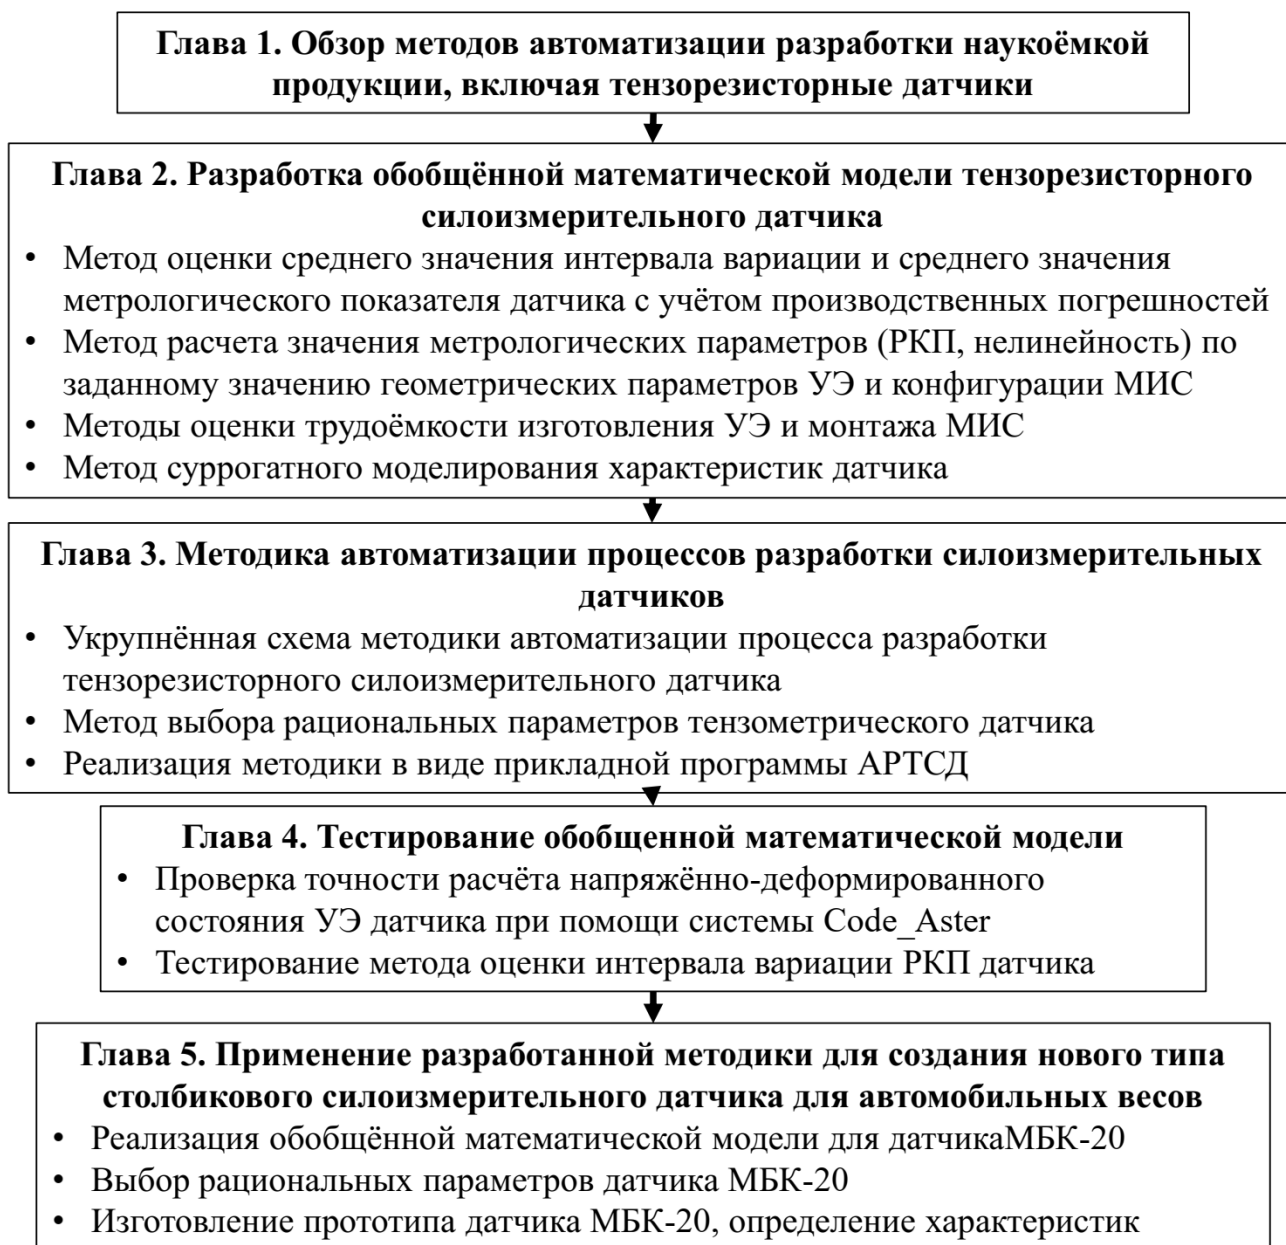 Глава 1. Обзор методов автоматизации разработки наукоёмкой
продукции, включая тензорезисторные датчики
Глава 2. Разработка обобщённой математической модели тензорезисторного
силоизмерительного датчика
• Метод оценки среднего значения интервала вариации и среднего значения
метрологического показателя датчика с учётом производственных погрешностей
• Метод расчета значения метрологических параметров (РКП, нелинейность) по
заданному значению геометрических параметров УЭ и конфигурации МИС
• Методы оценки трудоёмкости изготовления УЭ и монтажа МИС
• Метод суррогатного моделирования характеристик датчика
Глава 3. Методика автоматизации процессов разработки силоизмерительных
датчиков
• Укрупнённая схема методики автоматизации процесса разработки
тензорезисторного силоизмерительного датчика
• Метод выбора рациональных параметров тензометрического датчика
• Реализация методики в виде прикладной программы АРТСД
Глава 4. Тестирование обобщенной математической модели
• Проверка точности расчёта напряжённо-деформированного
состояния УЭ датчика при помощи системы Code_Aster
• Тестирование метода оценки интервала вариации РКП датчика
Глава 5. Применение разработанной методики для создания нового типа
столбикового силоизмерительного датчика для автомобильных весов
• Реализация обобщённой математической модели для датчикаМБК-20
• Выбор рациональных параметров датчика МБК-20
• Изготовление прототипа датчика МБК-20, определение характеристик